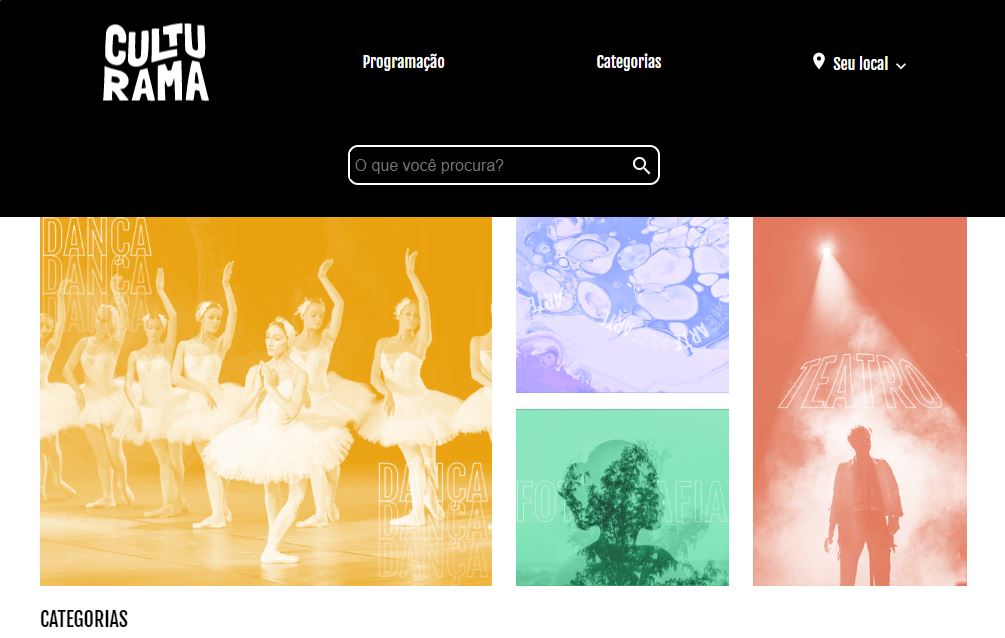 CULTU
RAMA
Programação
Categorias
Seu local
O que você procura?
DANÇA
DANÇA
DANÇA
ARTE
ARTE ARTE ARTE
TEATRO
FOTOGRAFIA
DANÇA
DANÇA
DANÇA
CATEGORIAS